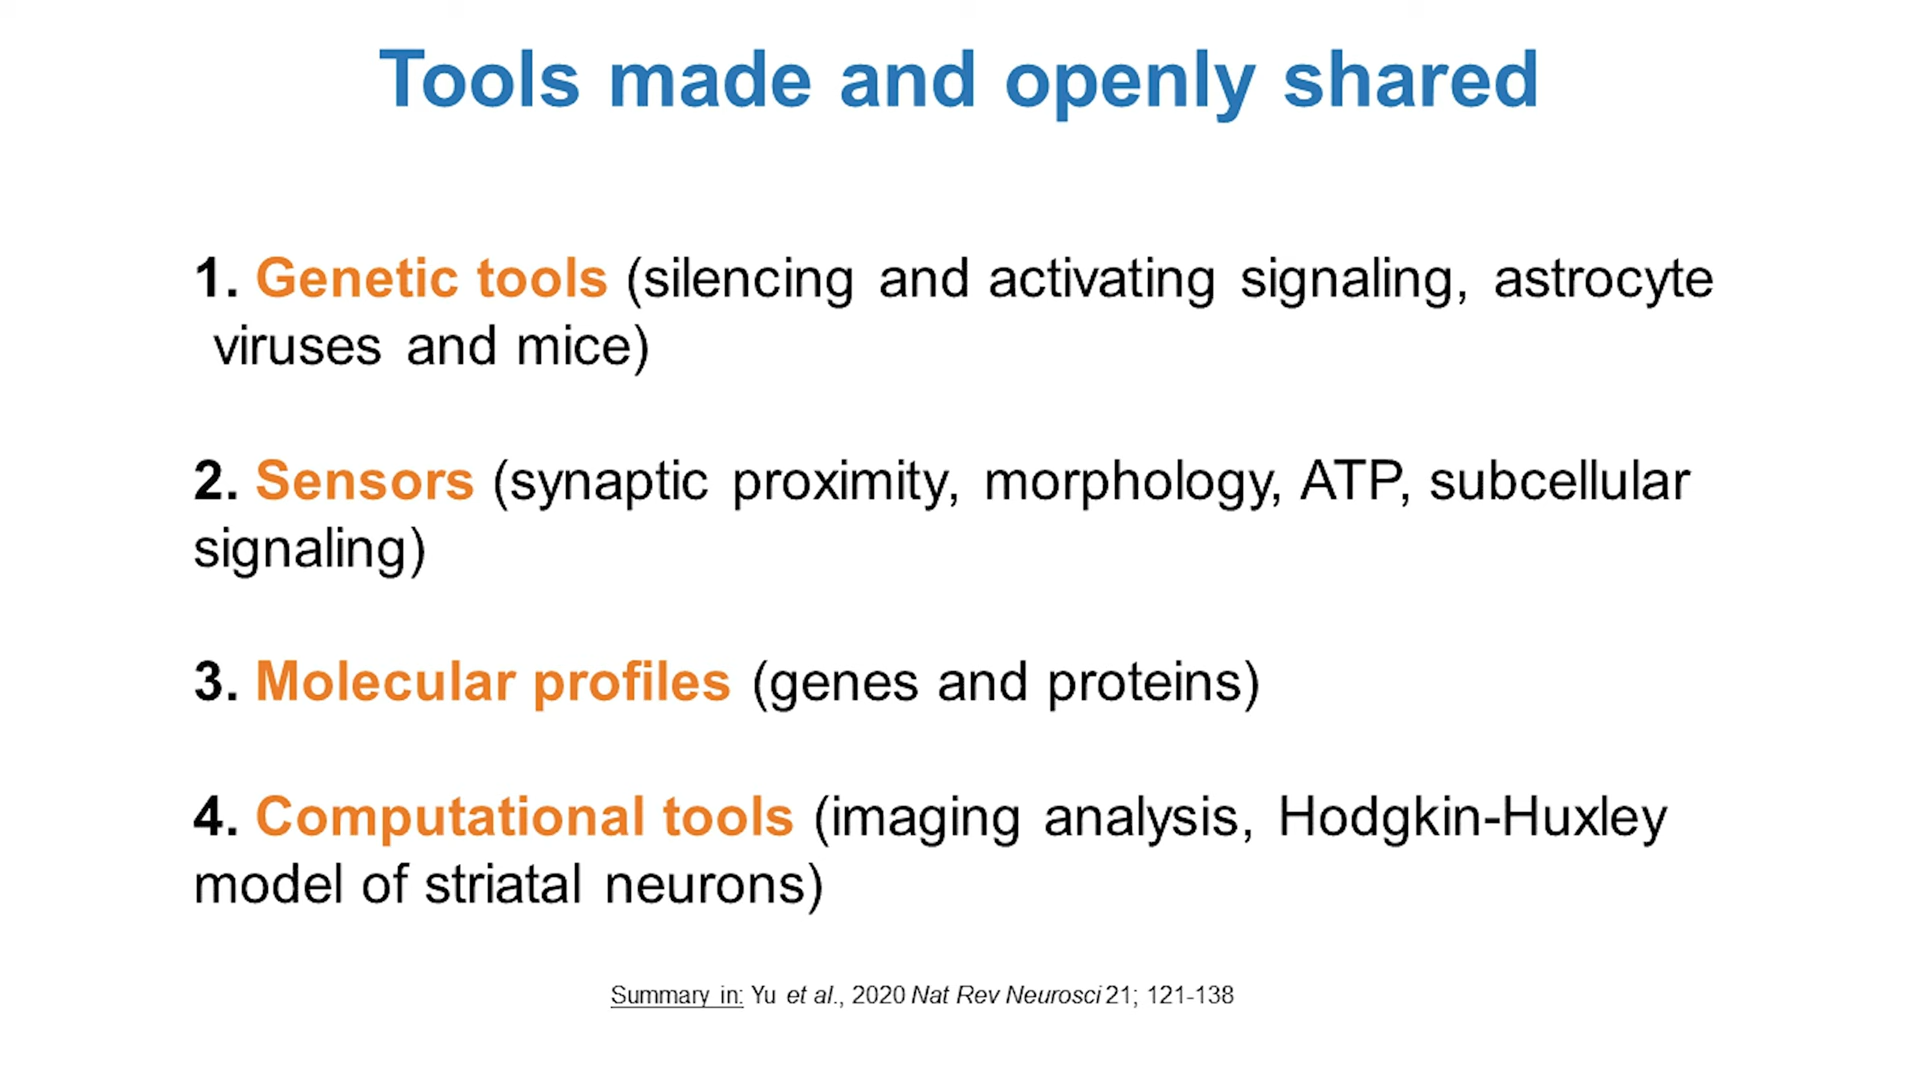 Tools made and openly shared
1. Genetic tools (silencing and activating signaling, astrocyte
viruses and mice)
2. Sensors (synaptic proximity, morphology, ATP, subcellular
signaling)
3. Molecular profiles (genes and proteins)
4. Computational tools (imaging analysis, Hodgkin-Huxley
model of striatal neurons)
Summary in: Yu et al., 2020 Nat Rev Neurosci 21; 121-138